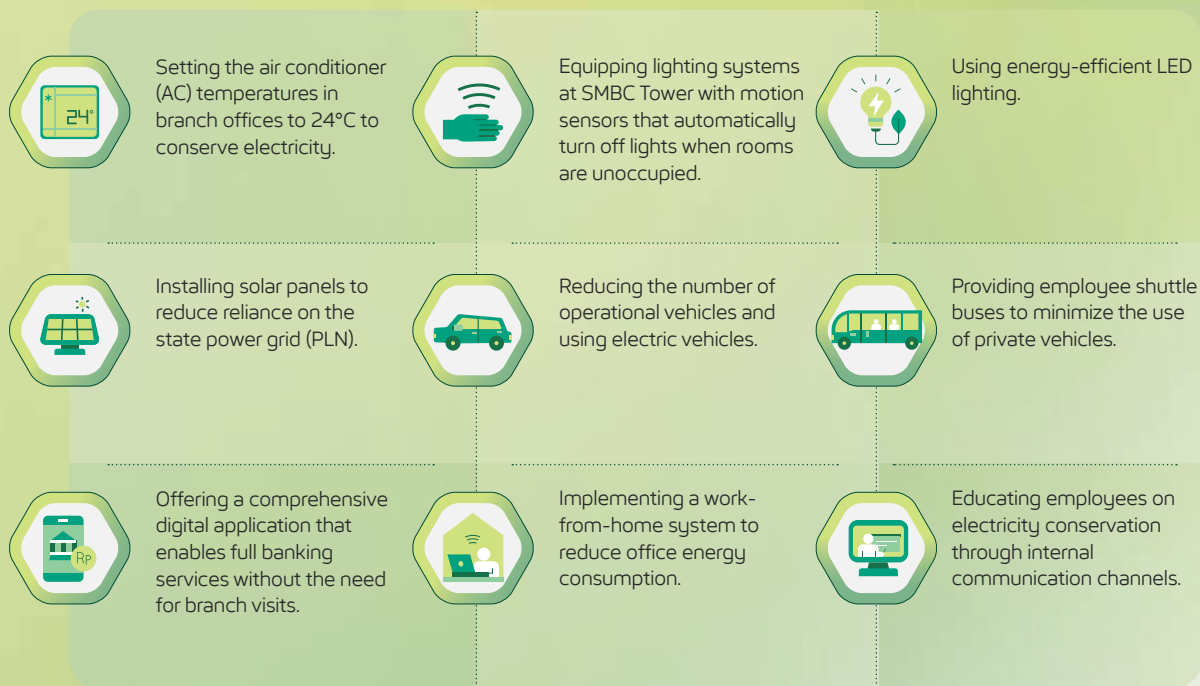 24°
Setting the air conditioner
(AC) temperatures in
branch offices to 24°C to
conserve electricity.
Equipping lighting systems
at SMBC Tower with motion
sensors that automatically
turn off lights when rooms
are unoccupied.
Using energy-efficient LED
lighting.
Installing solar panels to
reduce reliance on the
state power grid (PLN).
Reducing the number of
operational vehicles and
using electric vehicles.
Providing employee shuttle
buses to minimize the use
of private vehicles.
Rp
Offering a comprehensive
digital application that
enables full banking
services without the need
for branch visits.
Implementing a work-
from-home system to
reduce office energy
consumption.
Educating employees on
electricity conservation
through internal
communication channels.